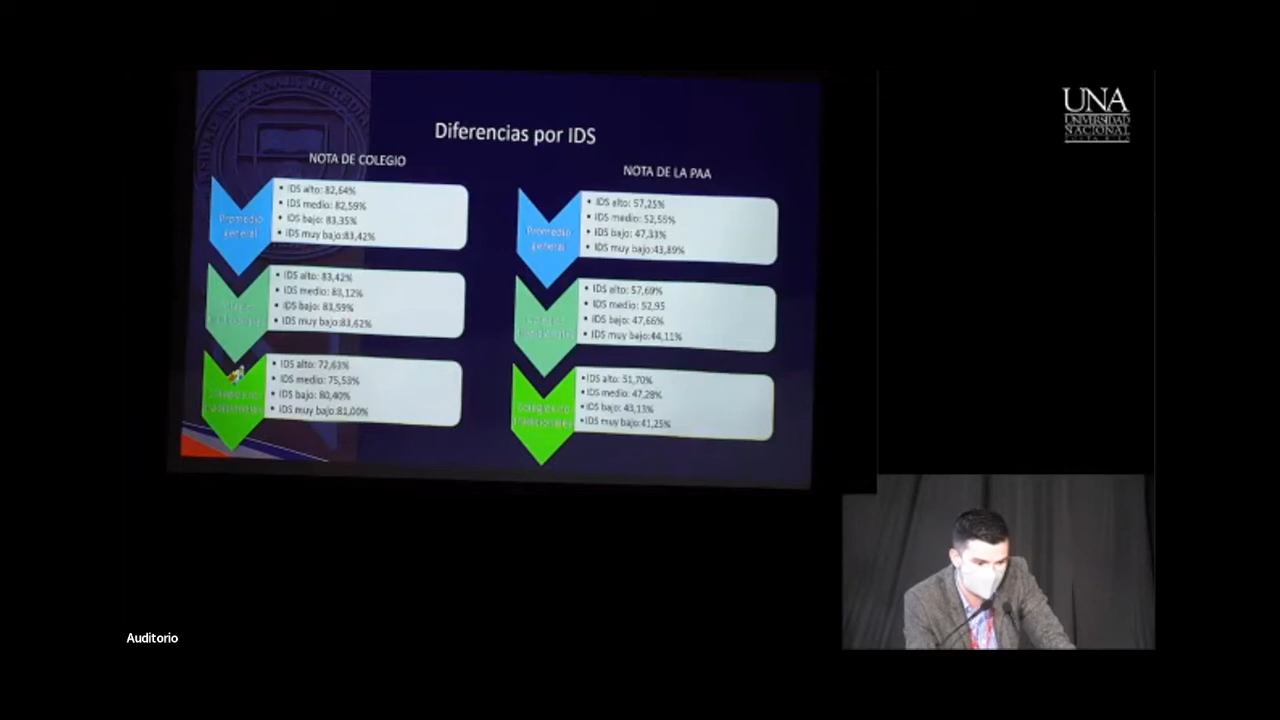 Diferencias por IDS
NOTA DE COLEGIO
Promedio
general
• IDS alto: 82,64%
• IDS medio: 82,59%
• IDS bajo: 83,35%
• IDS muy bajo:83,42%
• IDS alto: 83,42%
• IDS medio: 83,12%
• IDS bajo: 83,59%
• IDS muy bajo:83,62%
• IDS alto: 72,63%
• IDS medio: 75,53%
• IDS bajo: 80,40%
• IDS muy bajo:81,00%
NOTA DE LA PAA
Promedio
general
• IDS alto: 57,25%
• IDS medio: 52,55%
• IDS bajo: 47,33%
• IDS muy bajo:43,89%
• IDS alto: 57,69%
• IDS medio: 52,95
• IDS bajo: 47,66%
• IDS muy bajo:44,11%
Colegios no
tradicionales
•IDS alto: 51,70%
•IDS medio: 47,28%
•IDS bajo: 43,13%
•IDS muy bajo:41,25%
UNA
UNIVERSIDAD
NACIONAL
COSTA RICA
Auditorio